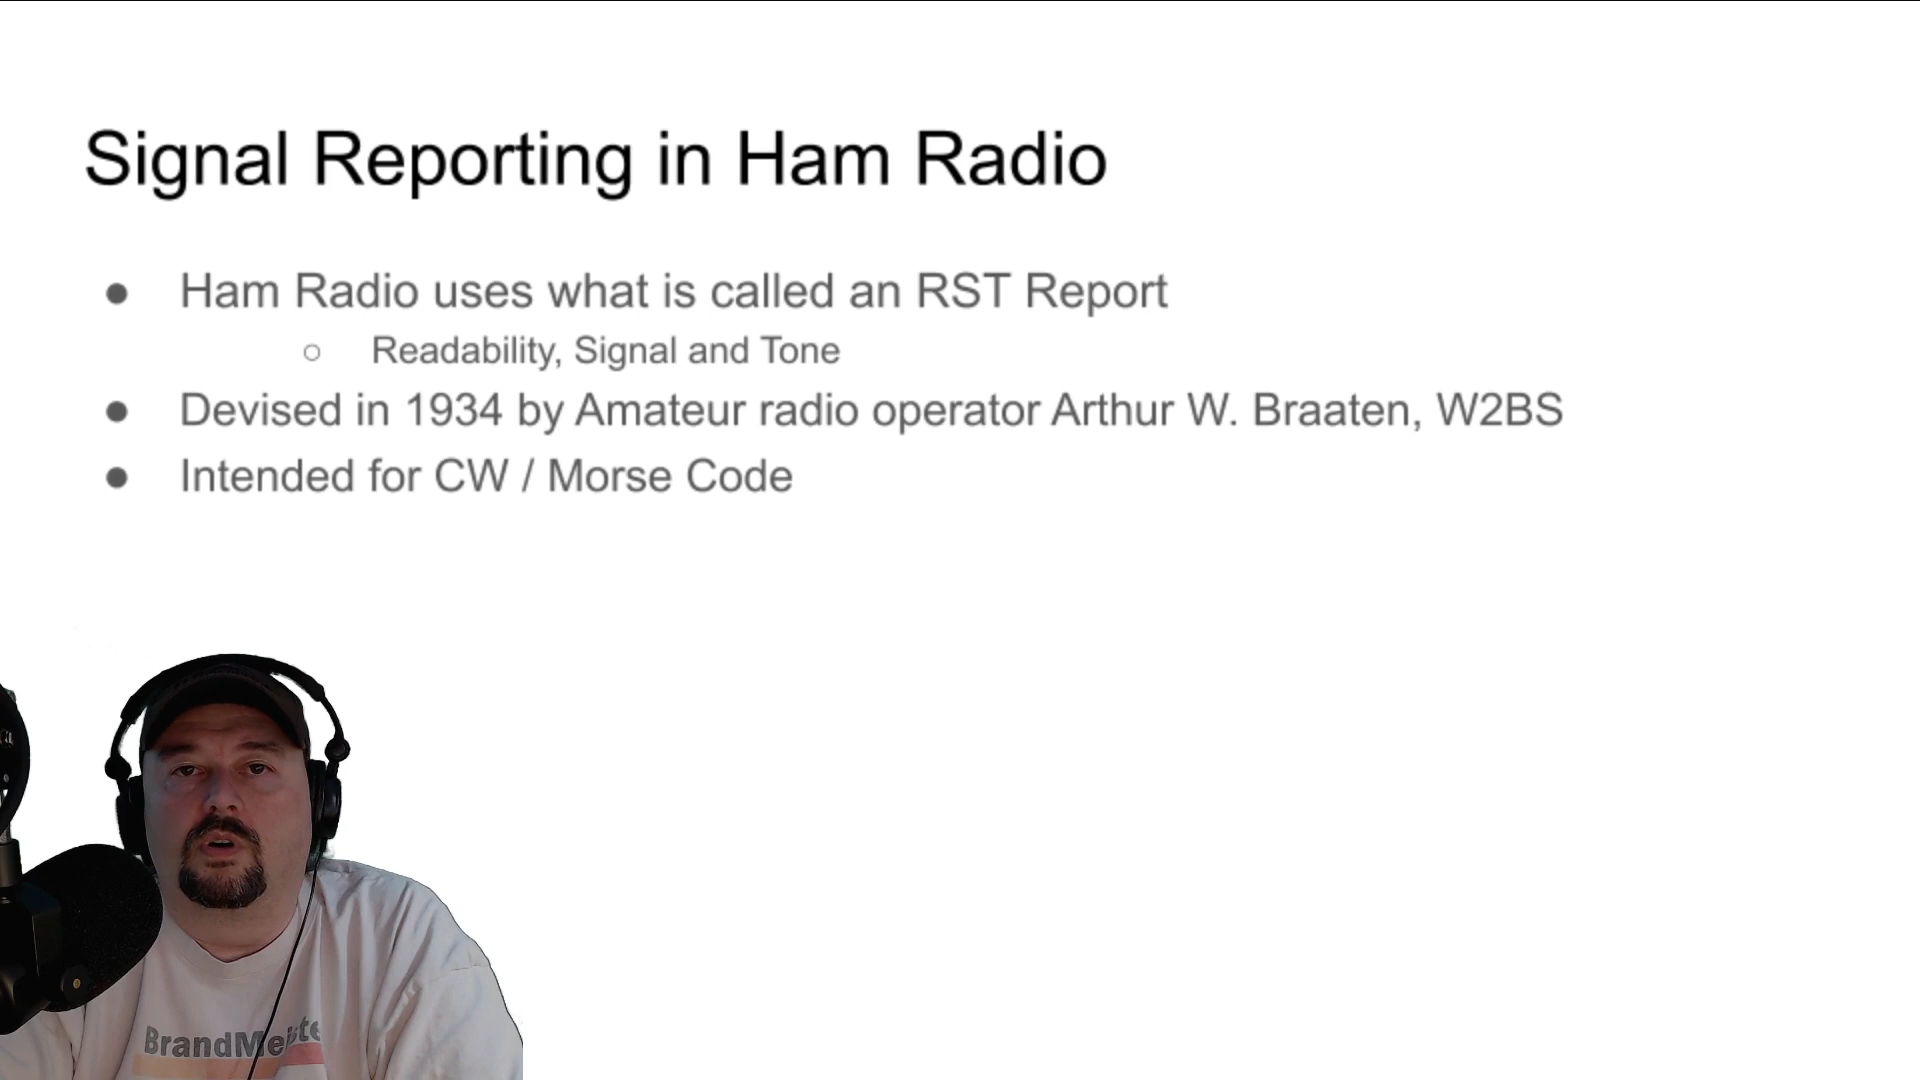 Signal Reporting in Ham Radio
● Ham Radio uses what is called an RST Report
○ Readability, Signal and Tone
● Devised in 1934 by Amateur radio operator Arthur W. Braaten, W2BS
● Intended for CW / Morse Code
BrandMeiste